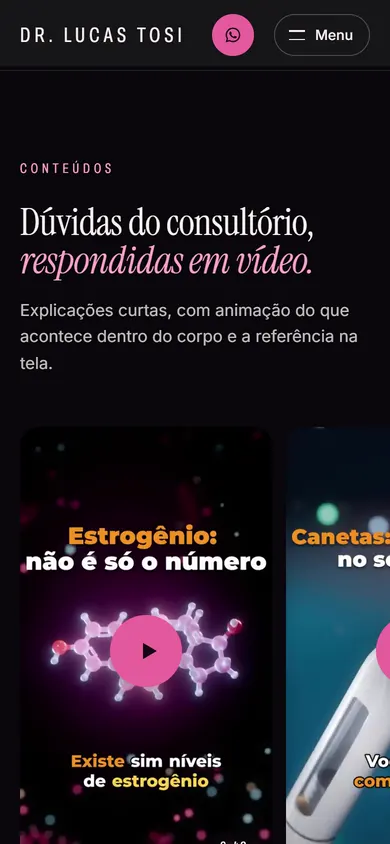 DR. LUCAS TOSI
Menu
CONTEÚDOS
Dúvidas do consultório,
respondidas em vídeo.
Explicações curtas, com animação do que
acontece dentro do corpo e a referência na
tela.
Estrogênio:
não é só o número
Existe sim níveis
de estrogênio
Canetas:
no s
Vo
com